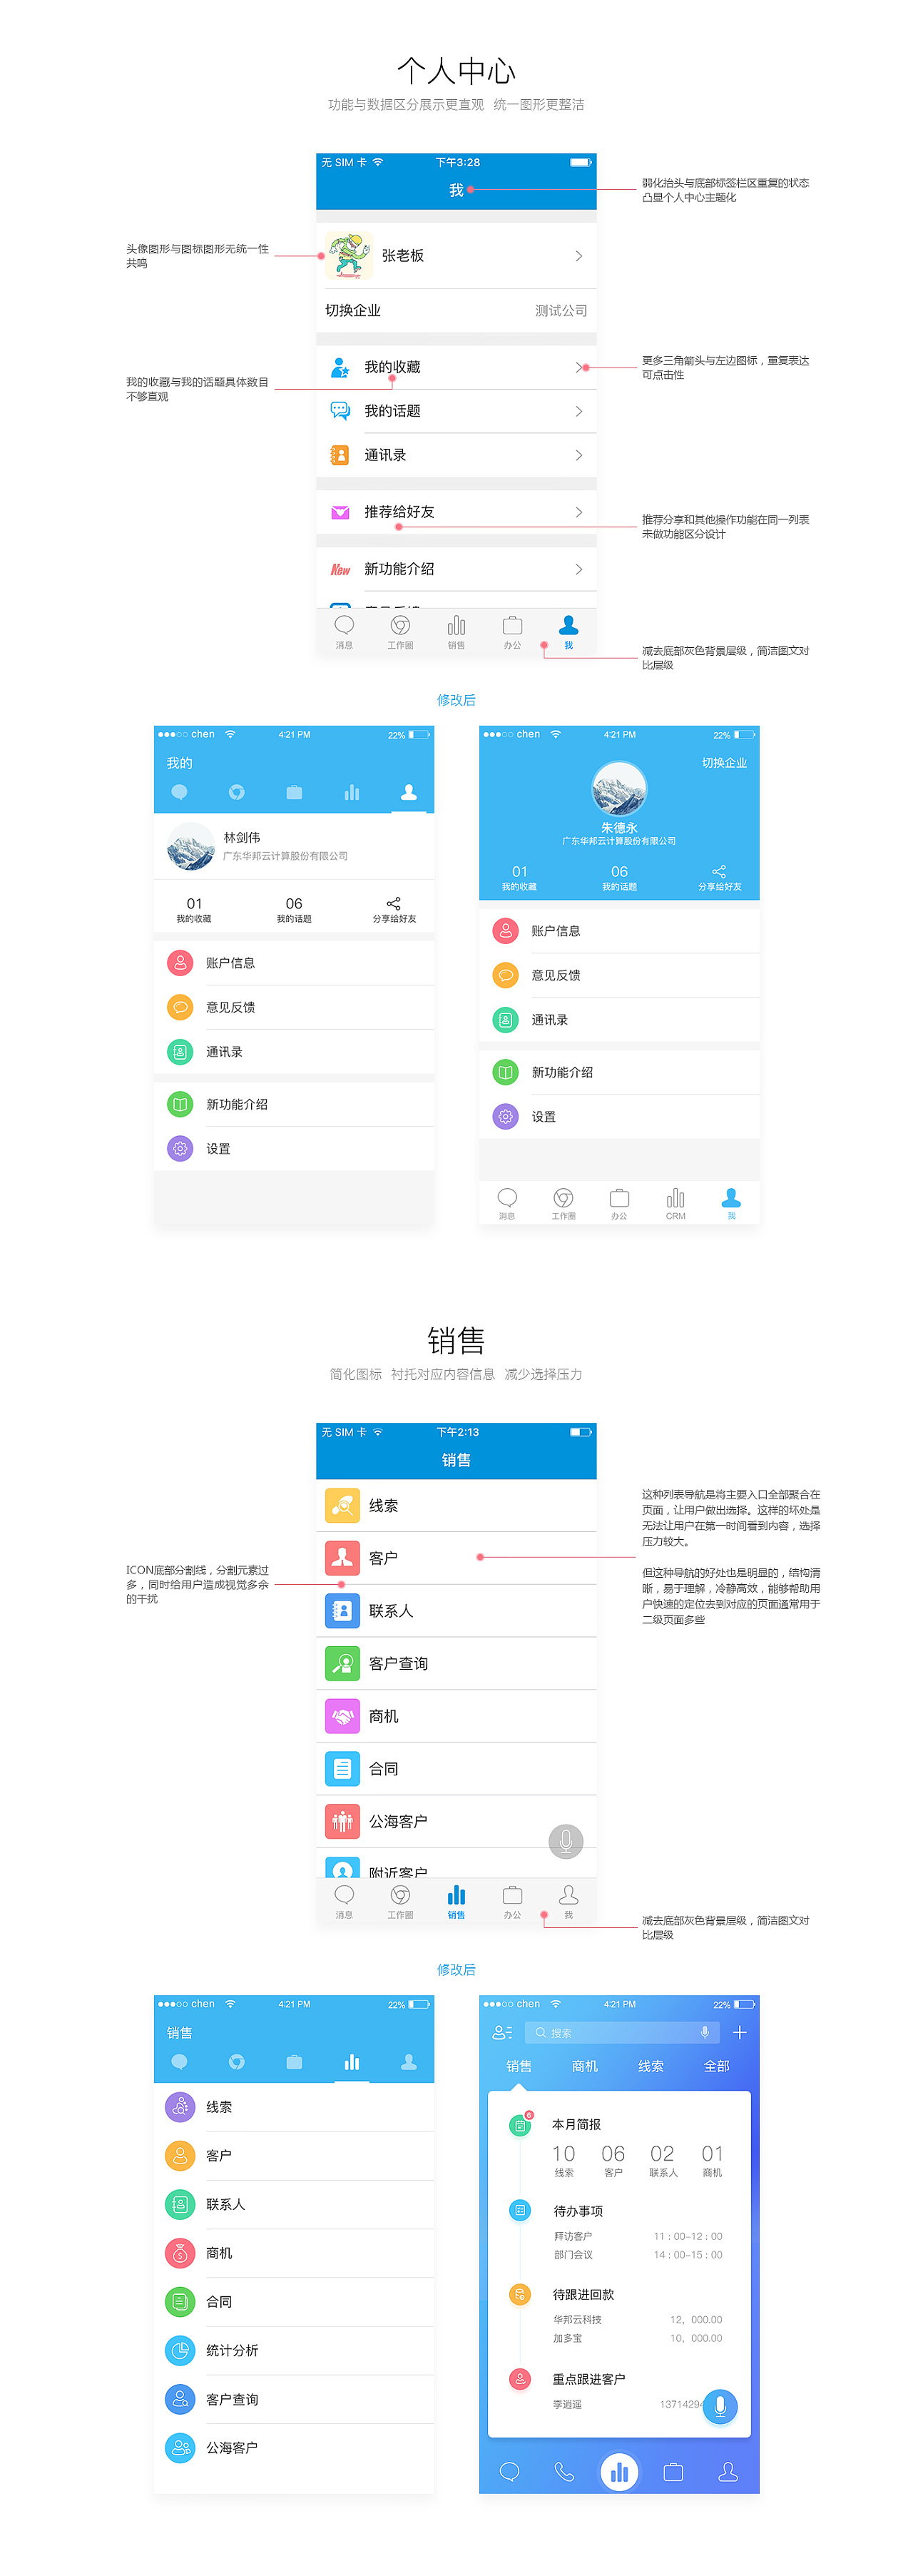 个人中心
功能与数据区分展示更直观 统一图形更整洁
无 SIM 卡 下午3:28
我
弱化抬头与底部标签栏区重复的状态
凸显个人中心主题化
头像图形与图标图形无统一性
共鸣
张老板
切换企业 测试公司
我的收藏
更多三角箭头与左边图标，重复表达
可点击性
我的收藏与我的话题具体数目
不够直观
我的话题
通讯录
推荐给好友
推荐分享和其他操作功能在同一列表
未做功能区分设计
New 新功能介绍
消息 工作圈 销售 办公 我
减去底部灰色背景层级，简洁图文对
比层级
修改后
chen 4:21 PM 22%
我的
林剑伟
广东华邦云计算股份有限公司
01 06
我的收藏 我的话题 分享给好友
账户信息
意见反馈
通讯录
新功能介绍
设置
chen 4:21 PM 22%
切换企业
朱德永
广东华邦云计算股份有限公司
01 06
我的收藏 我的话题 分享给好友
账户信息
意见反馈
通讯录
新功能介绍
设置
消息 工作圈 办公 CRM 我
销售
简化图标 衬托对应内容信息 减少选择压力
无 SIM 卡 下午2:13
销售
线索
客户
联系人
客户查询
商机
合同
公海客户
附近客户
消息 工作圈 销售 办公 我
这种列表导航是将主要入口全部聚合在
页面，让用户做出选择。这样的坏处是
无法让用户在第一时间看到内容，选择
压力较大。
但这种导航的好处也是明显的，结构清
晰，易于理解，冷静高效，能够帮助用
户快速的定位去到对应的页面通常用于
二级页面多些
ICON底部分割线，分割元素过
多，同时给用户造成视觉多余
的干扰
减去底部灰色背景层级，简洁图文对
比层级
修改后
chen 4:21 PM 22%
销售
线索
客户
联系人
商机
合同
统计分析
客户查询
公海客户
chen 4:21 PM 22%
搜索
销售 商机 线索 全部
6
本月简报
10 06 02 01
线索 客户 联系人 商机
待办事项
拜访客户 11：00-12：00
部门会议 14：00-15：00
待跟进回款
华邦云科技 12，000.00
加多宝 10，000.00
重点跟进客户
李逍遥 13714294